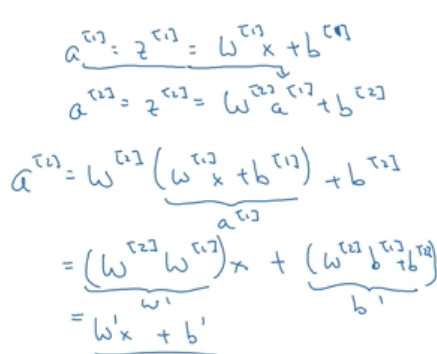 a^[1] = z^[1] = W^[1] x + b^[1]
a^[2] = z^[2] = W^[2] a^[1] + b^[2]
a^[2] = W^[2] (W^[1] x + b^[1]) + b^[2]
a^[1]
= (W^[2] W^[1]) x + (W^[2] b^[1] + b^[2])
W' b'
= W'x + b'